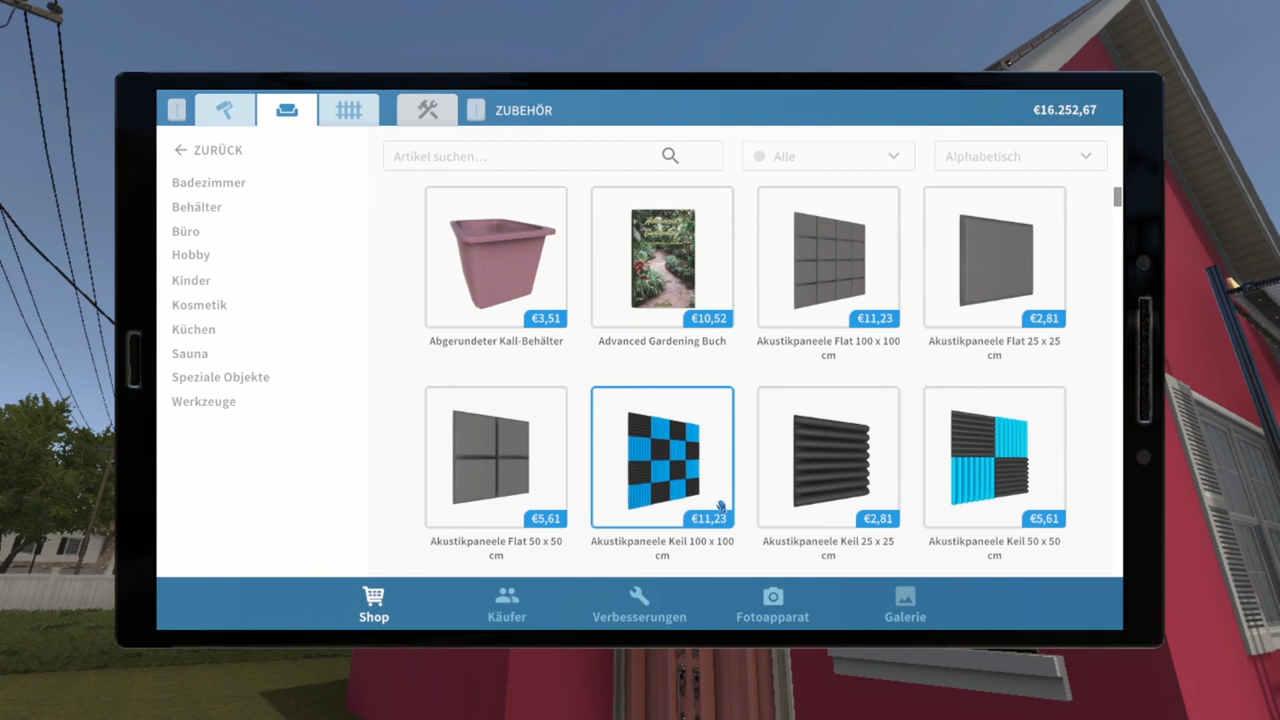 ZUBEHÖR
€16.252,67
ZURÜCK
Artikel suchen...
Alle
Alphabetisch
Badezimmer
Behälter
Büro
Hobby
Kinder
Kosmetik
Küchen
Sauna
Speziale Objekte
Werkzeuge
€3,51
Abgerundeter Kall-Behälter
Advanced
Gardening
€10,52
Advanced Gardening Buch
€11,23
Akustikpaneele Flat 100 x 100
cm
€2,81
Akustikpaneele Flat 25 x 25
cm
€5,61
Akustikpaneele Flat 50 x 50
cm
€11,23
Akustikpaneele Keil 100 x 100
cm
€2,81
Akustikpaneele Keil 25 x 25
cm
€5,61
Akustikpaneele Keil 50 x 50
cm
Shop
Käufer
Verbesserungen
Fotoapparat
Galerie